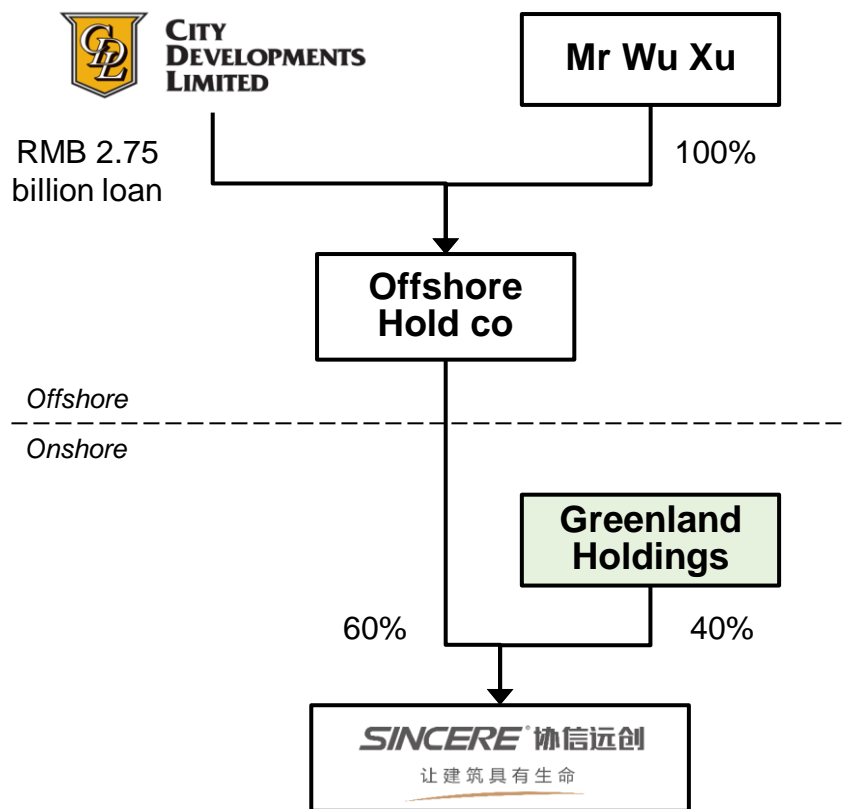 CDL
CITY
DEVELOPMENTS
LIMITED
Mr Wu Xu
RMB 2.75
billion loan
100%
Offshore
Hold co
Offshore
Onshore
Greenland
Holdings
60%
40%
SINCERE 协信远创
让建筑具有生命